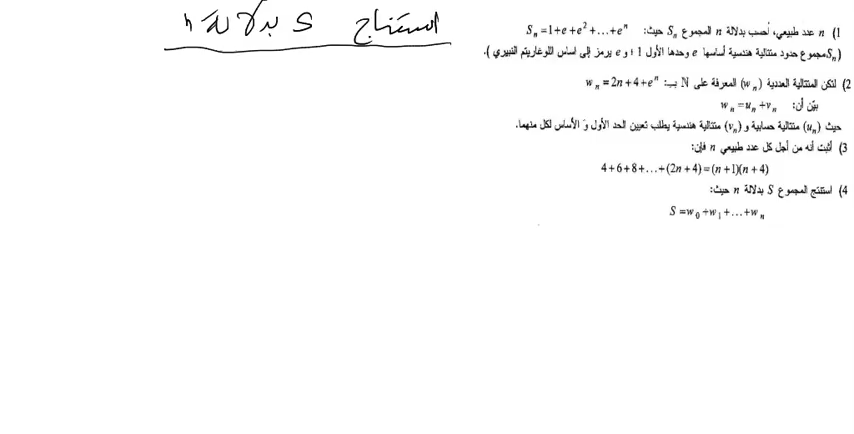 استنتاج S بدلالة n
1) n عدد طبيعي، أحسب بدلالة n المجموع Sₙ حيث: Sₙ = 1 + e + e² + ... + eⁿ
(Sₙ مجموع حدود متتالية هندسية أساسها e وحدها الأول 1 ؛ و e يرمز إلى اساس اللوغاريتم النبيري ).
2) لتكن المتتالية العددية (wₙ) المعرفة على ℕ بـ: wₙ = 2n + 4 + eⁿ
بيّن أن: wₙ = uₙ + vₙ
حيث (uₙ) متتالية حسابية و (vₙ) متتالية هندسية يطلب تعيين الحد الأول وَ الأساس لكل منهما.
3) أثبت أنه من أجل كل عدد طبيعي n فإن:
4 + 6 + 8 + ... + (2n + 4) = (n + 1)(n + 4)
4) استنتج المجموع S بدلالة n حيث:
S = w₀ + w₁ + ... + wₙ